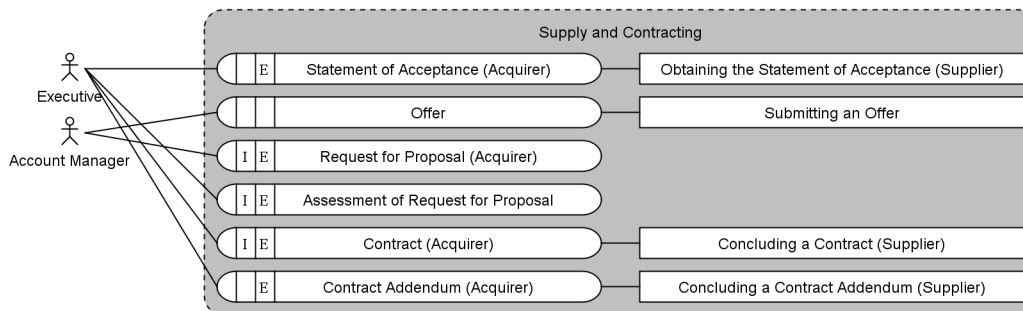 Supply and Contracting
Executive
Account Manager
E Statement of Acceptance (Acquirer) Obtaining the Statement of Acceptance (Supplier)
Offer Submitting an Offer
I E Request for Proposal (Acquirer)
I E Assessment of Request for Proposal
I E Contract (Acquirer) Concluding a Contract (Supplier)
E Contract Addendum (Acquirer) Concluding a Contract Addendum (Supplier)